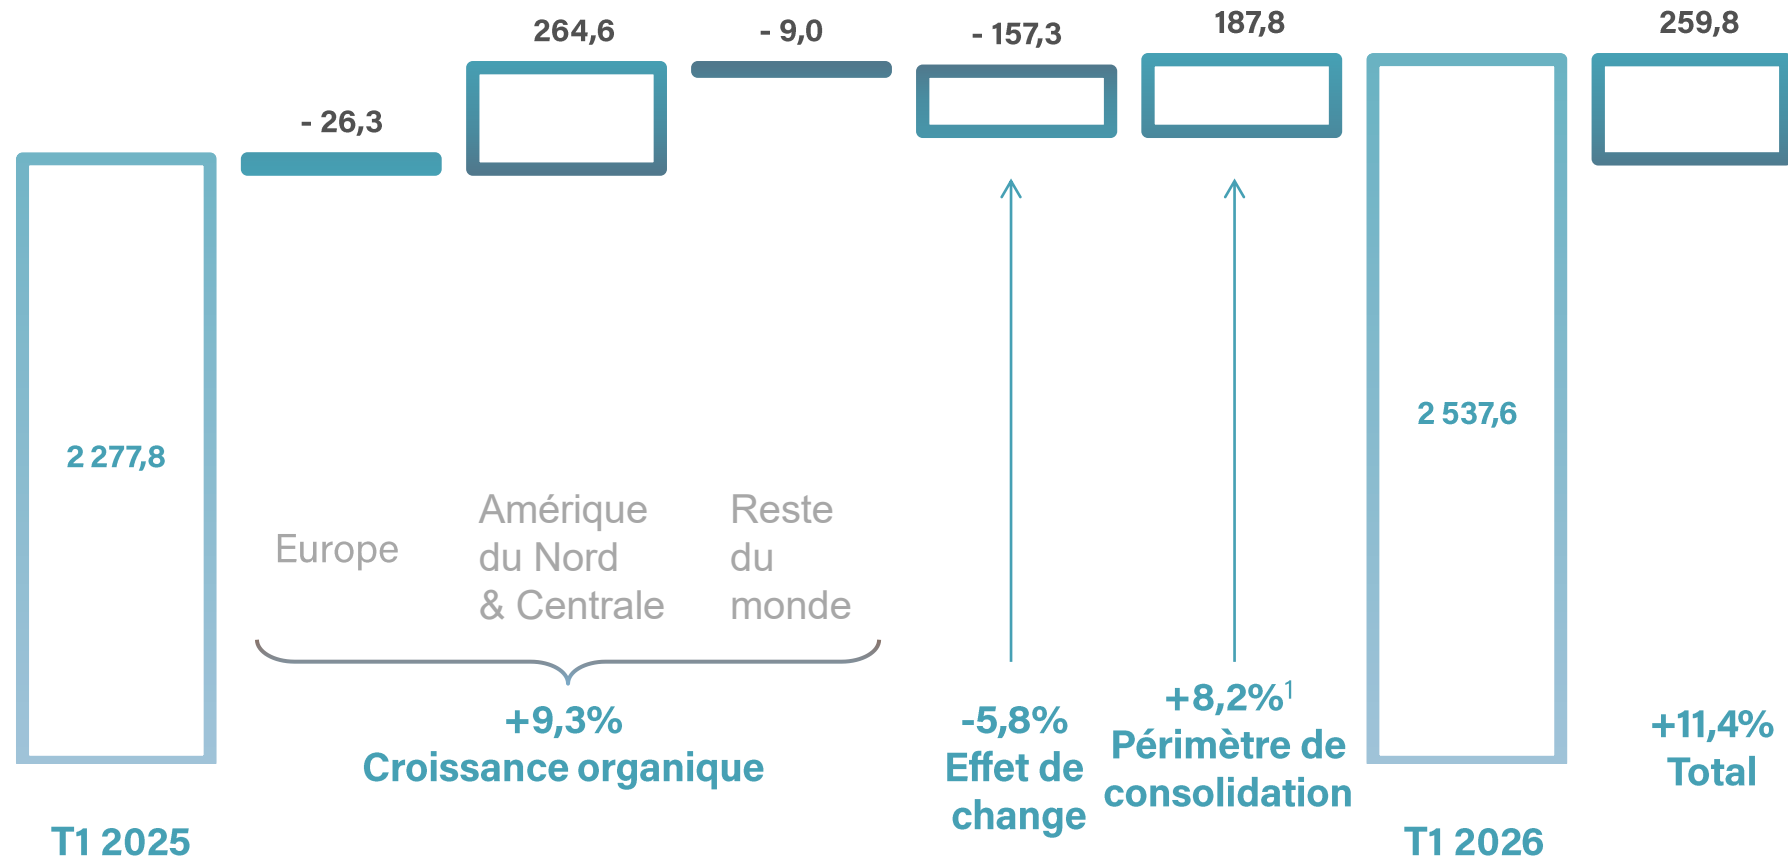 264,6
- 9,0
- 157,3
187,8
259,8
- 26,3
2 277,8
2 537,6
Europe
Amérique
du Nord
& Centrale
Reste
du
monde
+9,3%
Croissance organique
-5,8%
Effet de
change
+8,2%1
Périmètre de
consolidation
+11,4%
Total
T1 2025
T1 2026